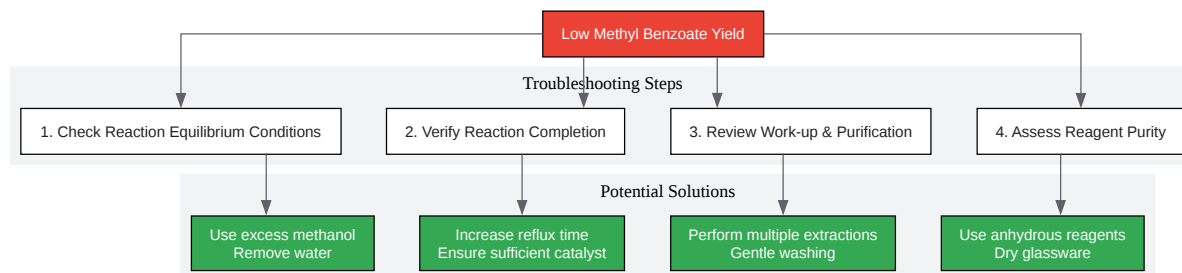 Low Methyl Benzoate Yield
Troubleshooting Steps
1. Check Reaction Equilibrium Conditions
2. Verify Reaction Completion
3. Review Work-up & Purification
4. Assess Reagent Purity
Potential Solutions
Use excess methanol
Remove water
Increase reflux time
Ensure sufficient catalyst
Perform multiple extractions
Gentle washing
Use anhydrous reagents
Dry glassware